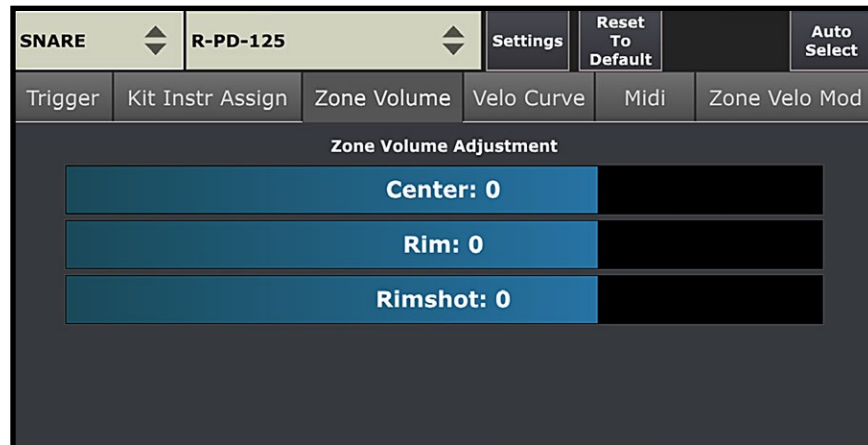 SNARE
R-PD-125
Settings
Reset
To
Default
Auto
Select
Trigger
Kit Instr Assign
Zone Volume
Velo Curve
Midi
Zone Velo Mod
Zone Volume Adjustment
Center: 0
Rim: 0
Rimshot: 0